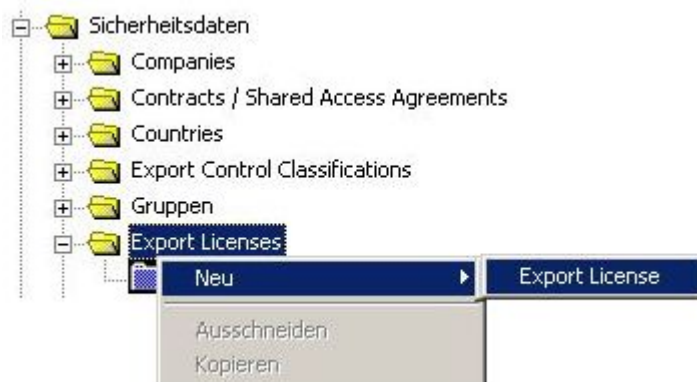 Sicherheitsdaten
Companies
Contracts / Shared Access Agreements
Countries
Export Control Classifications
Gruppen
Export Licenses
Neu
Export License
Ausschneiden
Kopieren